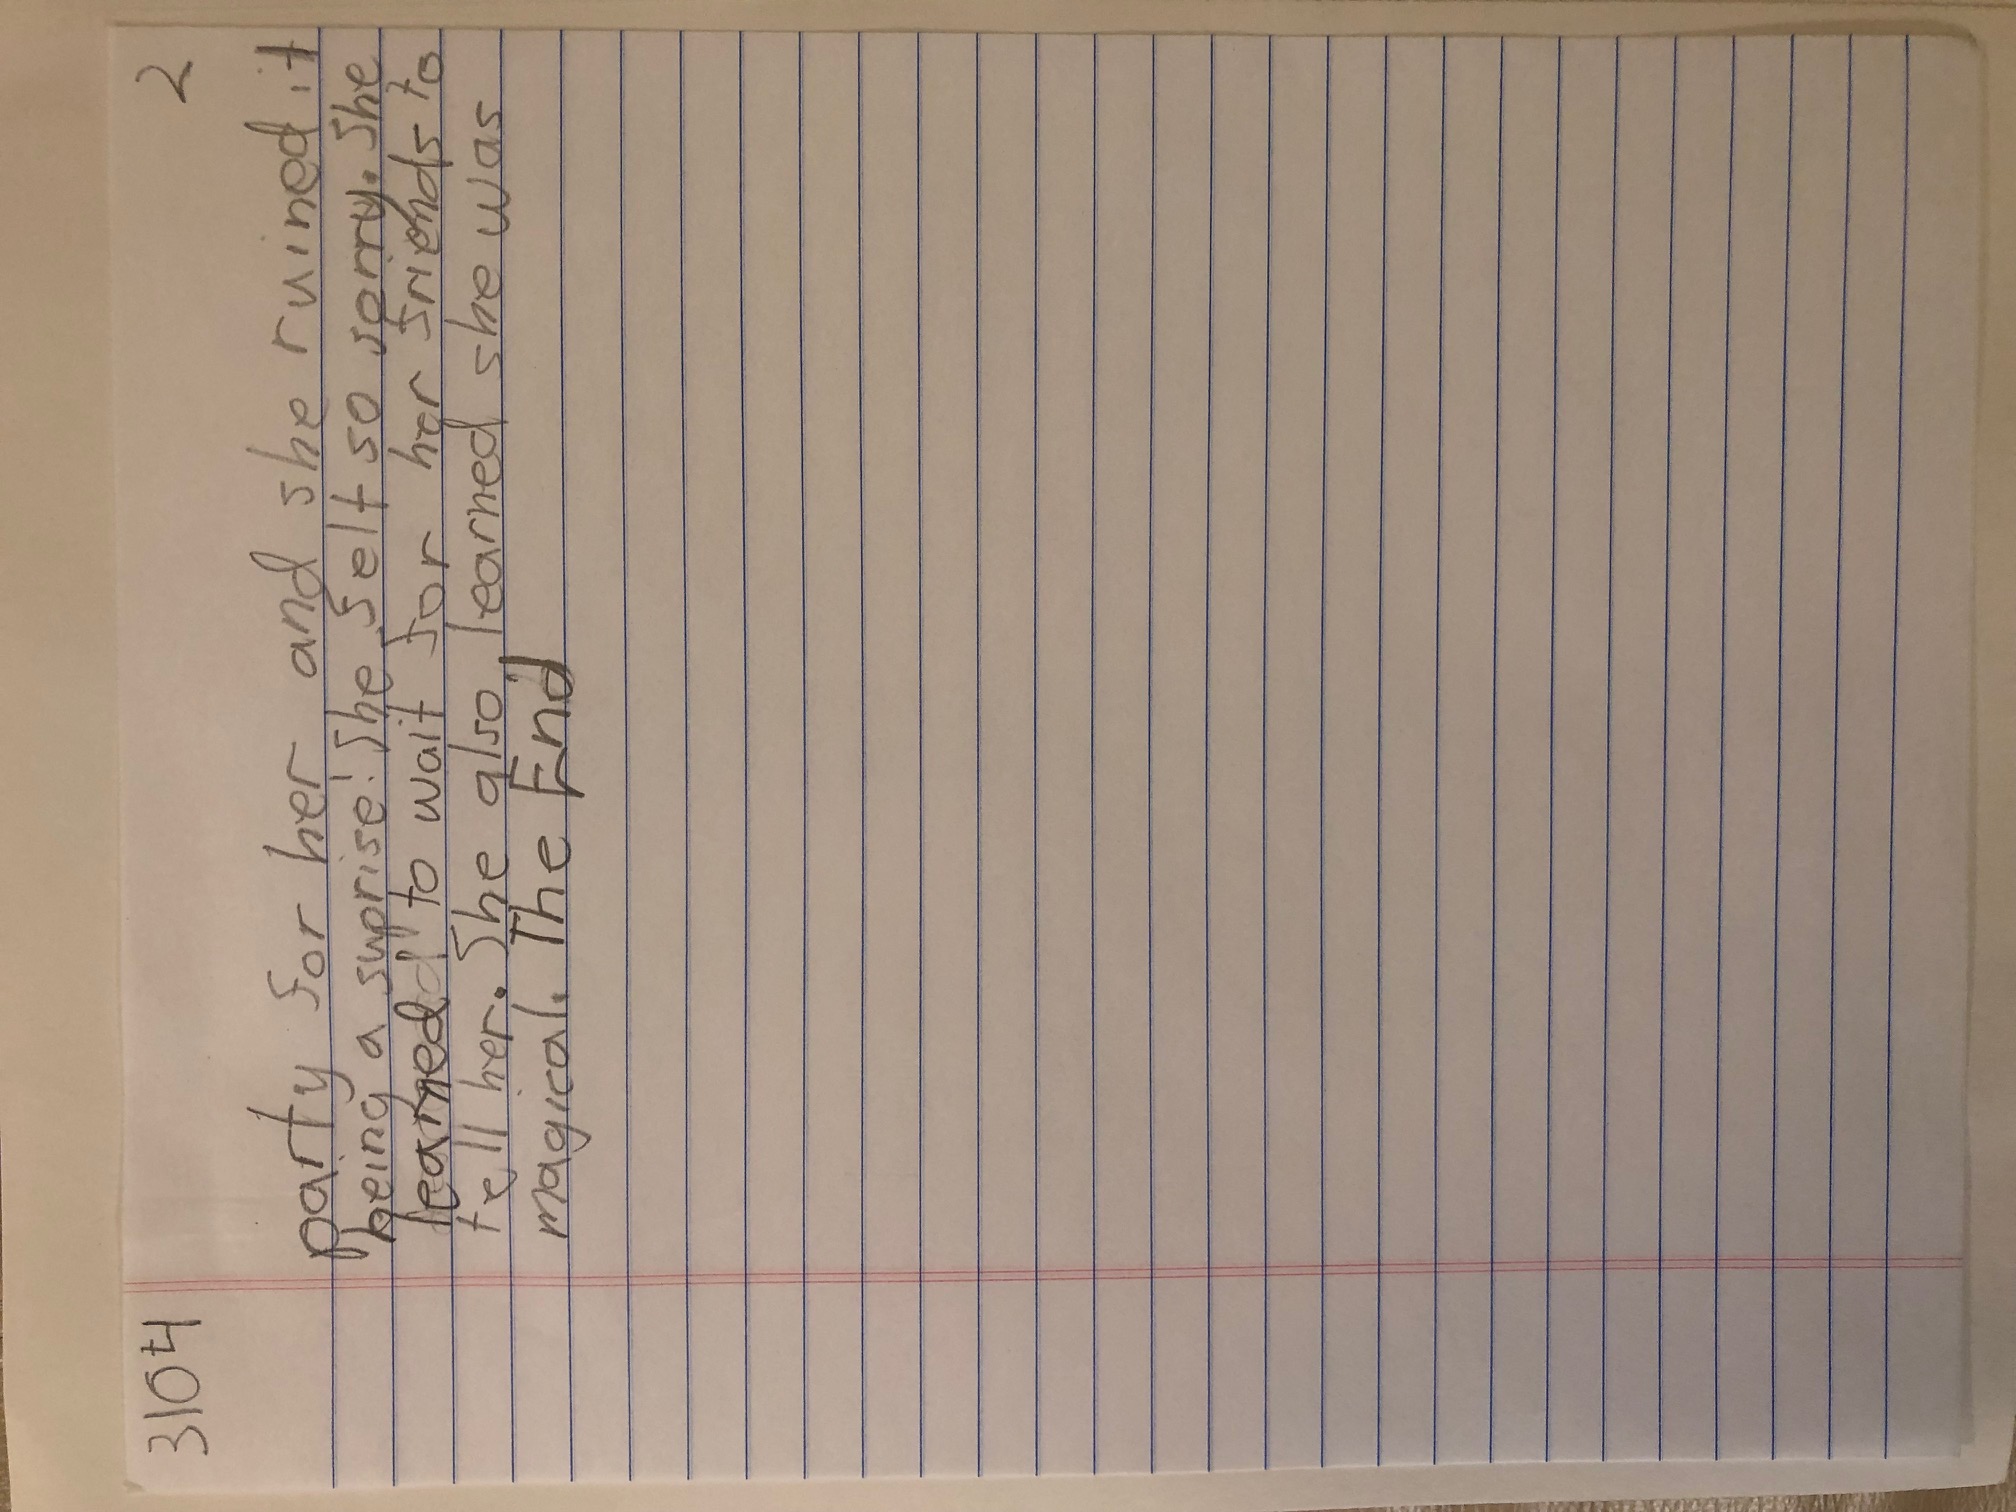 3104 2
party for her and she ruined it
being a suprise! She felt so sorry. She
learned to wait for her friends to
tell her. She also learned she was
magical. The End